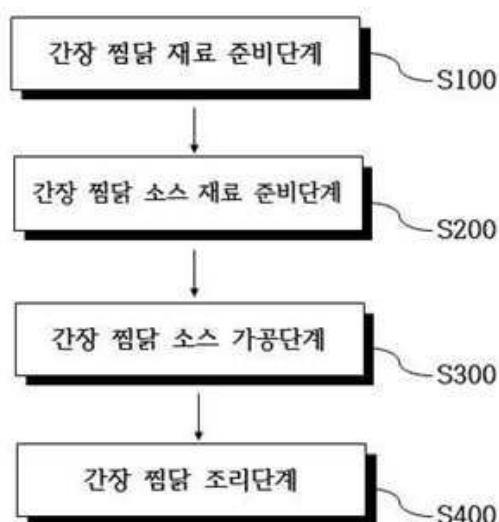 간장 찜닭 재료 준비단계
S100
간장 찜닭 소스 재료 준비단계
S200
간장 찜닭 소스 가공단계
S300
간장 찜닭 조리단계
S400